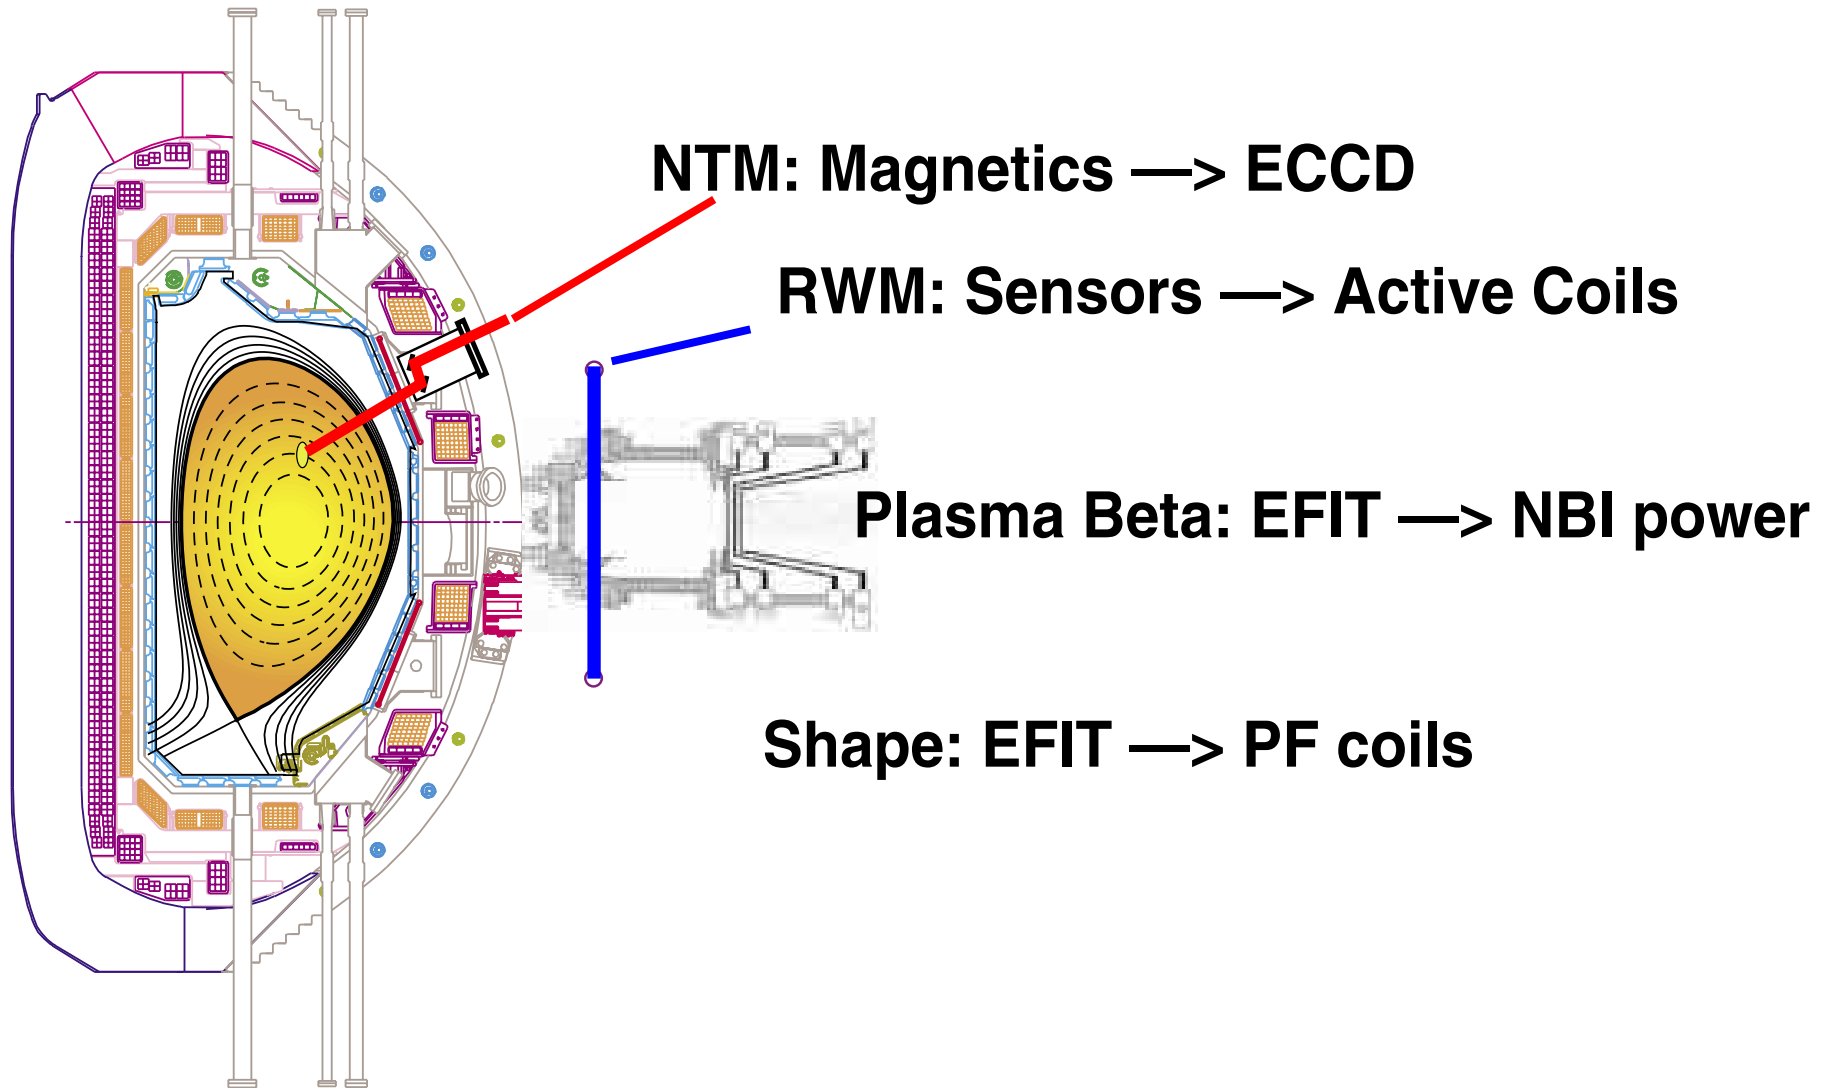 NTM: Magnetics —> ECCD
RWM: Sensors —> Active Coils
Plasma Beta: EFIT —> NBI power
Shape: EFIT —> PF coils